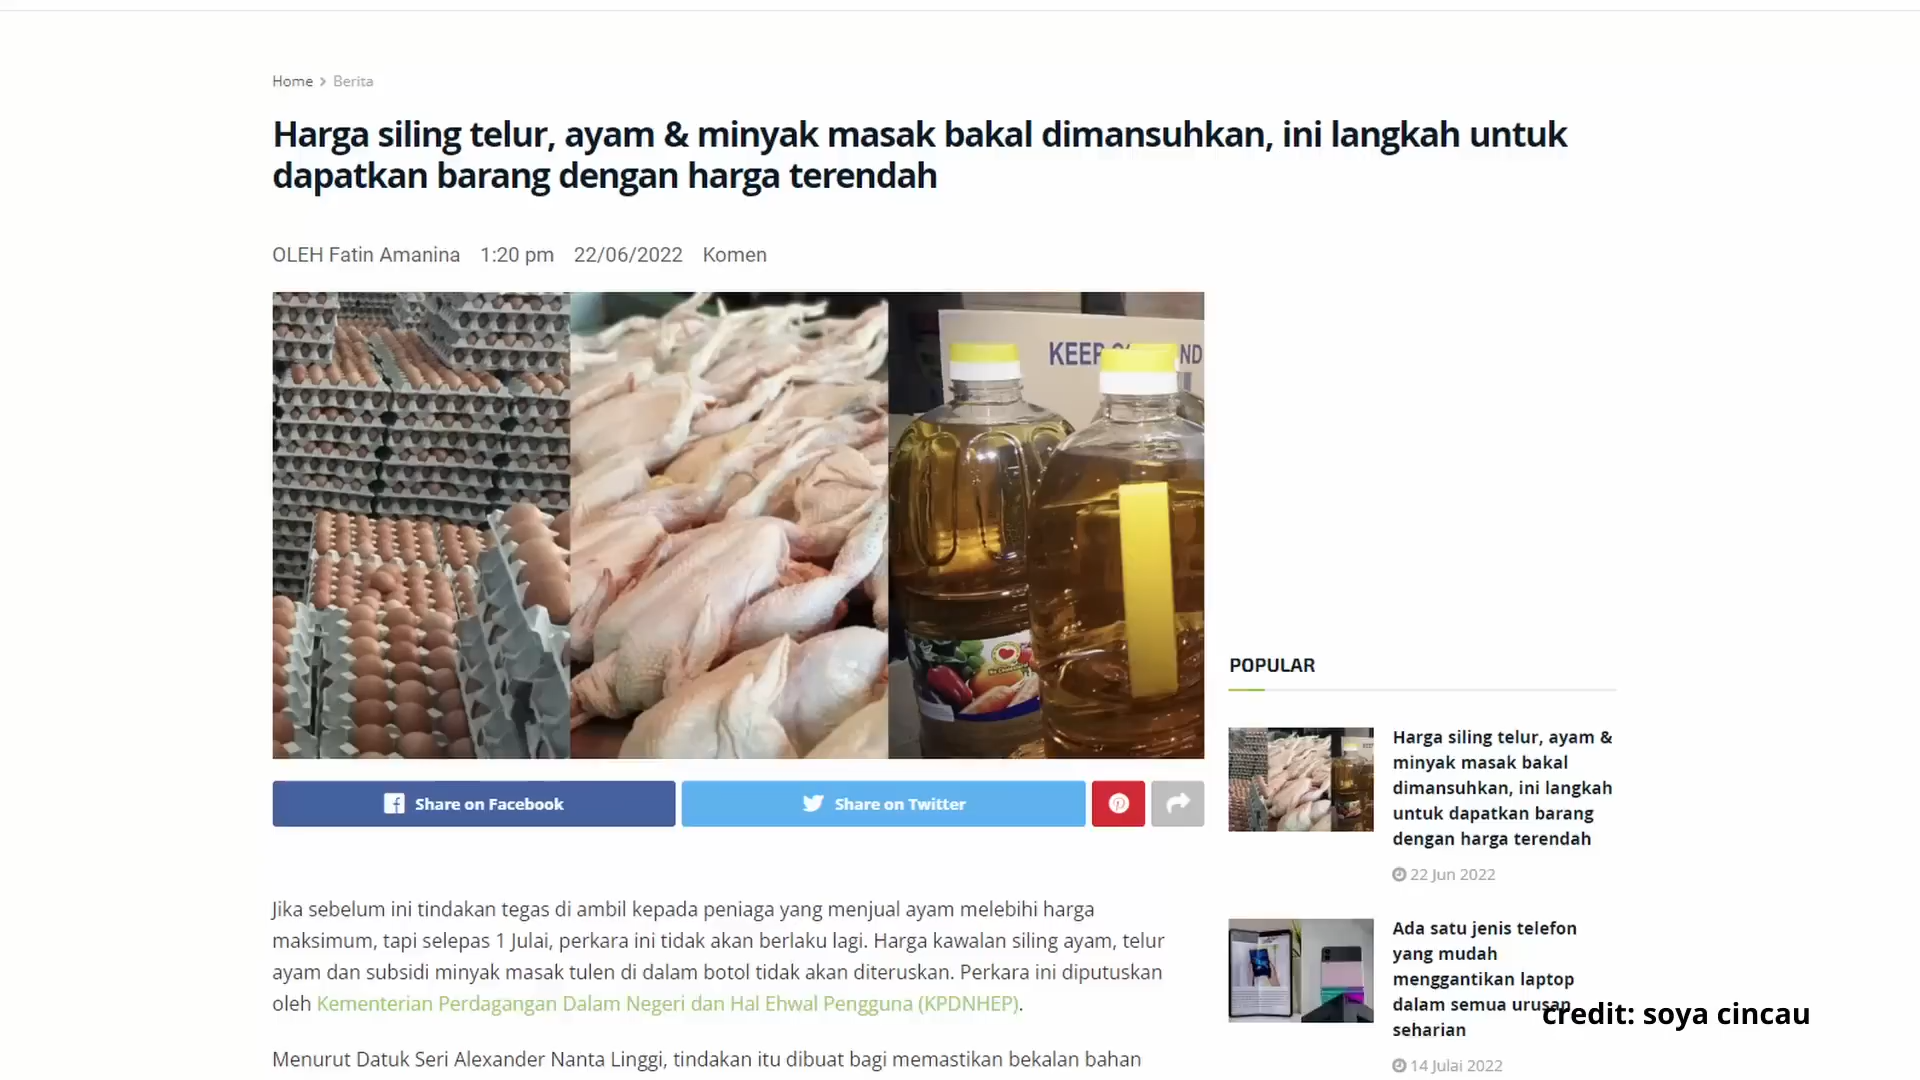 Home > Berita
Harga siling telur, ayam & minyak masak bakal dimansuhkan, ini langkah untuk
dapatkan barang dengan harga terendah
OLEH Fatin Amanina 1:20 pm 22/06/2022 Komen
KEEP
ND
Share on Facebook
Share on Twitter
Jika sebelum ini tindakan tegas di ambil kepada peniaga yang menjual ayam melebihi harga
maksimum, tapi selepas 1 Julai, perkara ini tidak akan berlaku lagi. Harga kawalan siling ayam, telur
ayam dan subsidi minyak masak tulen di dalam botol tidak akan diteruskan. Perkara ini diputuskan
oleh Kementerian Perdagangan Dalam Negeri dan Hal Ehwal Pengguna (KPDNHEP).
Menurut Datuk Seri Alexander Nanta Linggi, tindakan itu dibuat bagi memastikan bekalan bahan
POPULAR
Harga siling telur, ayam &
minyak masak bakal
dimansuhkan, ini langkah
untuk dapatkan barang
dengan harga terendah
22 Jun 2022
Ada satu jenis telefon
yang mudah
menggantikan laptop
dalam semua urusan
seharian
14 Julai 2022
credit: soya cincau